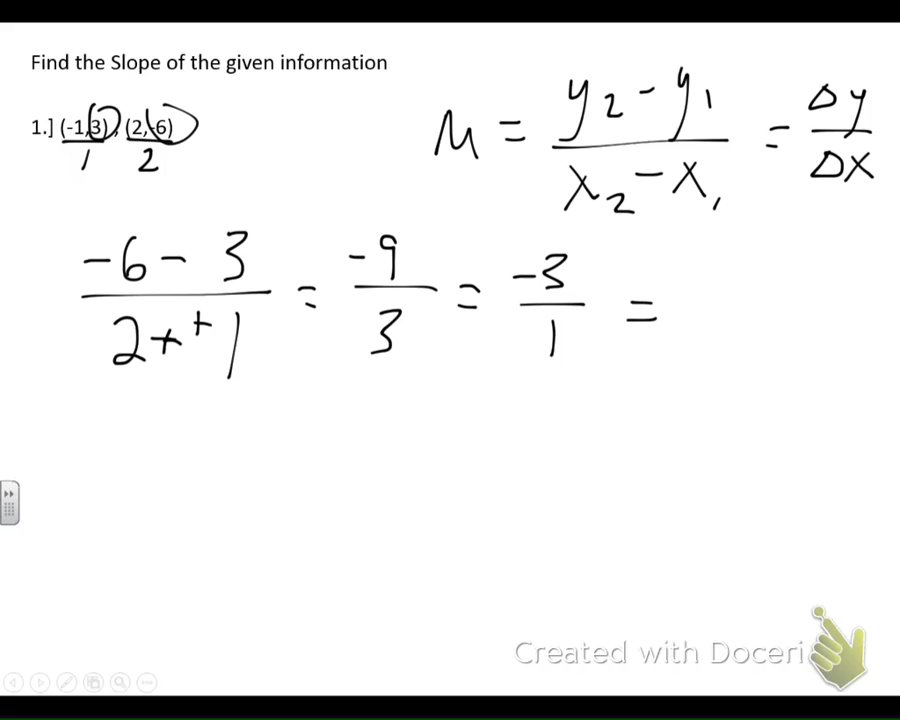 Find the Slope of the given information
1.] (-1,3), (2,-6)
1 2
M = y₂ - y₁ / x₂ - x₁ = Δy / Δx
-6 - 3 / 2 + + 1 = -9 / 3 = -3 / 1 =
Created with Doceri